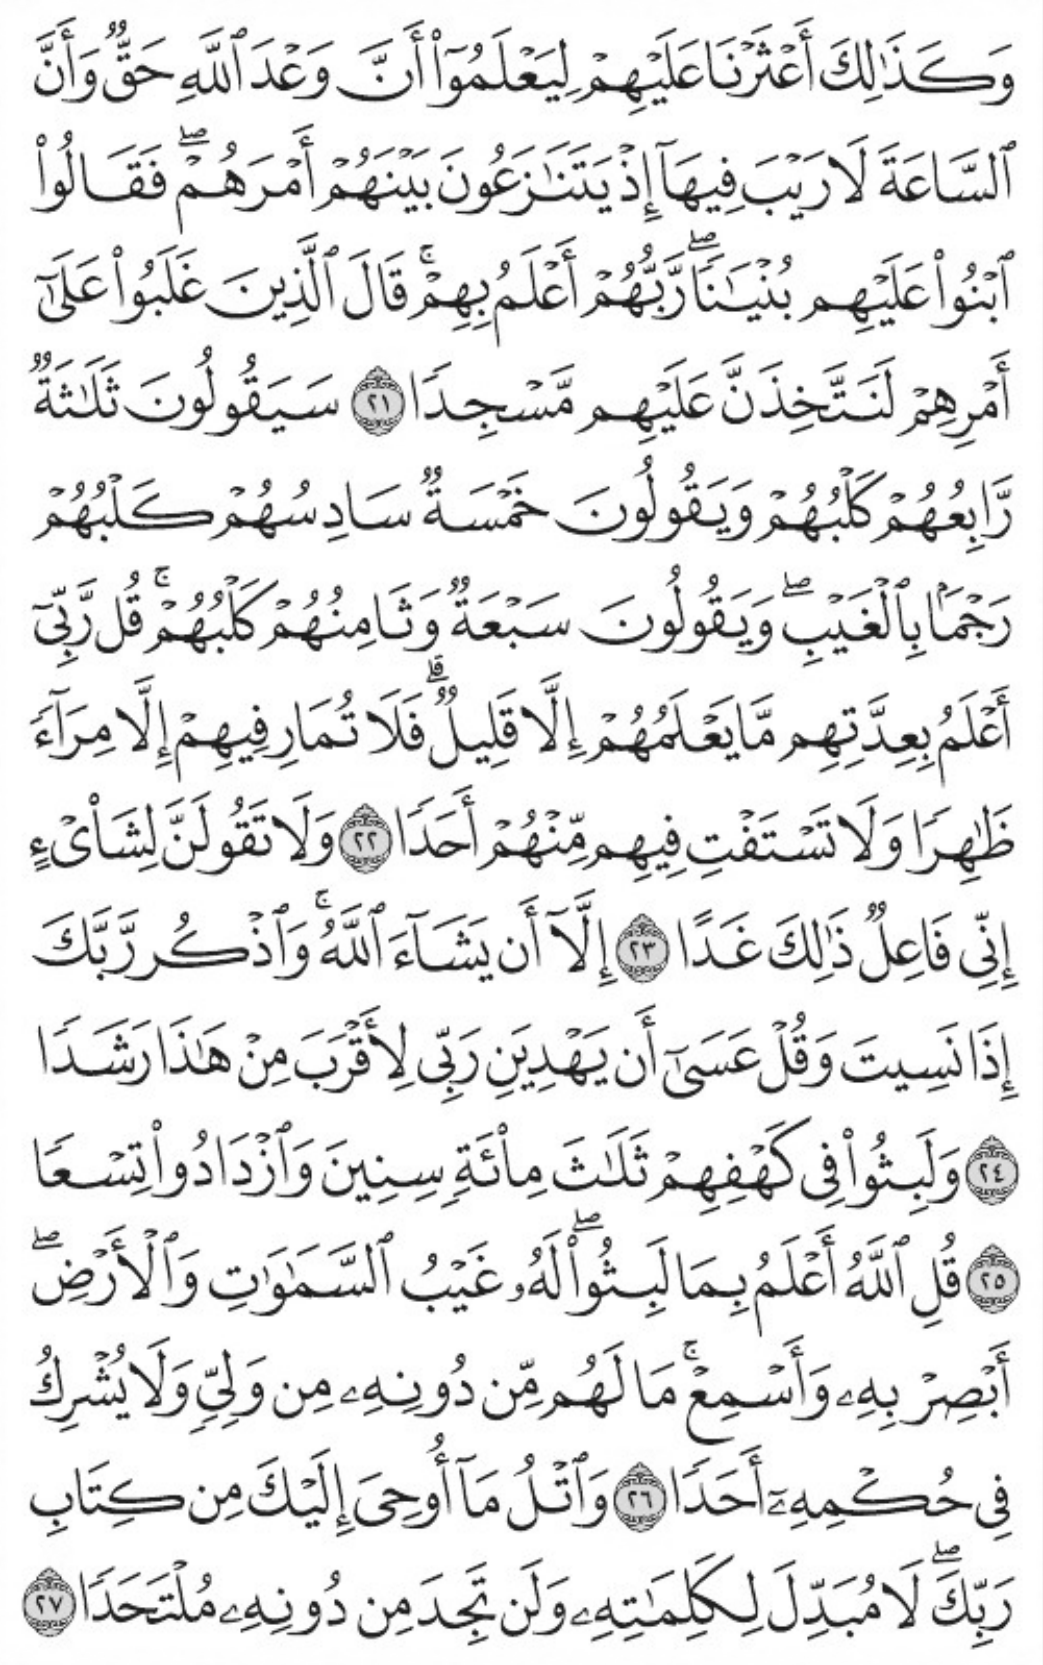 وَكَذَٰلِكَ أَعۡثَرۡنَا عَلَيۡهِمۡ لِيَعۡلَمُوٓاْ أَنَّ وَعۡدَ ٱللَّهِ حَقّٞ وَأَنَّ
ٱلسَّاعَةَ لَا رَيۡبَ فِيهَآ إِذۡ يَتَنَٰزَعُونَ بَيۡنَهُمۡ أَمۡرَهُمۡۖ فَقَالُواْ
ٱبۡنُواْ عَلَيۡهِم بُنۡيَٰنٗاۖ رَّبُّهُمۡ أَعۡلَمُ بِهِمۡۚ قَالَ ٱلَّذِينَ غَلَبُواْ عَلَىٰٓ
أَمۡرِهِمۡ لَنَتَّخِذَنَّ عَلَيۡهِم مَّسۡجِدٗا ٢١ سَيَقُولُونَ ثَلَٰثَةٞ
رَّابِعُهُمۡ كَلۡبُهُمۡ وَيَقُولُونَ خَمۡسَةٞ سَادِسُهُمۡ كَلۡبُهُمۡ
رَجۡمَۢا بِٱلۡغَيۡبِۖ وَيَقُولُونَ سَبۡعَةٞ وَثَامِنُهُمۡ كَلۡبُهُمۡۚ قُل رَّبِّيٓ
أَعۡلَمُ بِعِدَّتِهِم مَّا يَعۡلَمُهُمۡ إِلَّا قَلِيلٞۗ فَلَا تُمَارِ فِيهِمۡ إِلَّا مِرَآءٗ
ظَٰهِرٗا وَلَا تَسۡتَفۡتِ فِيهِم مِّنۡهُمۡ أَحَدٗا ٢٢ وَلَا تَقُولَنَّ لِشَاْيۡءٍ
إِنِّي فَاعِلٞ ذَٰلِكَ غَدًا ٢٣ إِلَّآ أَن يَشَآءَ ٱللَّهُۚ وَٱذۡكُر رَّبَّكَ
إِذَا نَسِيتَ وَقُلۡ عَسَىٰٓ أَن يَهۡدِيَنِ رَبِّي لِأَقۡرَبَ مِنۡ هَٰذَا رَشَدٗا
٢٤ وَلَبِثُواْ فِي كَهۡفِهِمۡ ثَلَٰثَ مِاْئَةٖ سِنِينَ وَٱزۡدَادُواْ تِسۡعٗا
٢٥ قُلِ ٱللَّهُ أَعۡلَمُ بِمَا لَبِثُواْۖ لَهُۥ غَيۡبُ ٱلسَّمَٰوَٰتِ وَٱلۡأَرۡضِۖ
أَبۡصِرۡ بِهِۦ وَأَسۡمِعۡۚ مَا لَهُم مِّن دُونِهِۦ مِن وَلِيّٖ وَلَا يُشۡرِكُ
فِي حُكۡمِهِۦٓ أَحَدٗا ٢٦ وَٱتۡلُ مَآ أُوحِيَ إِلَيۡكَ مِن كِتَابِ
رَبِّكَۖ لَا مُبَدِّلَ لِكَلِمَٰتِهِۦ وَلَن تَجِدَ مِن دُونِهِۦ مُلۡتَحَدٗا ٢٧